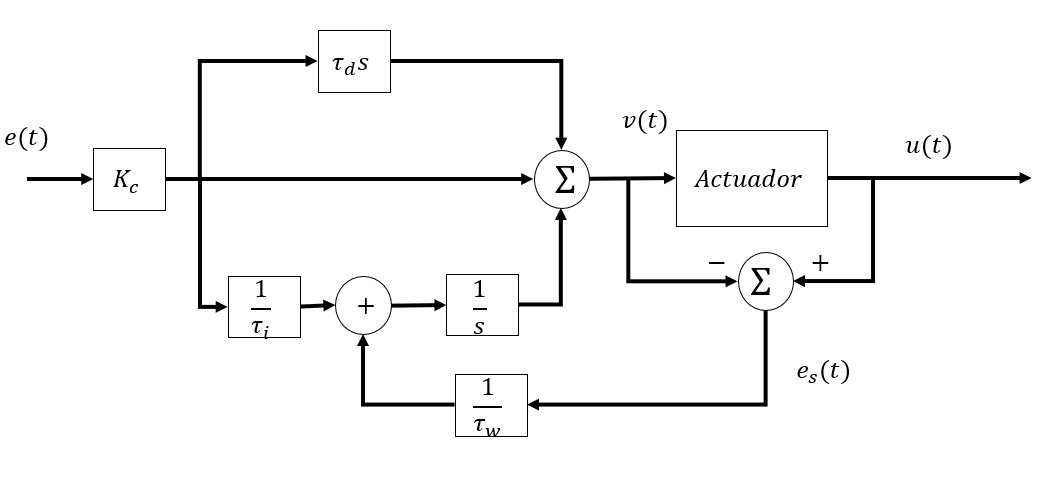 τ_d s
e(t)
K_c
Σ
v(t)
Actuador
u(t)
− Σ +
1/τ_i
+
1/s
e_s(t)
1/τ_w